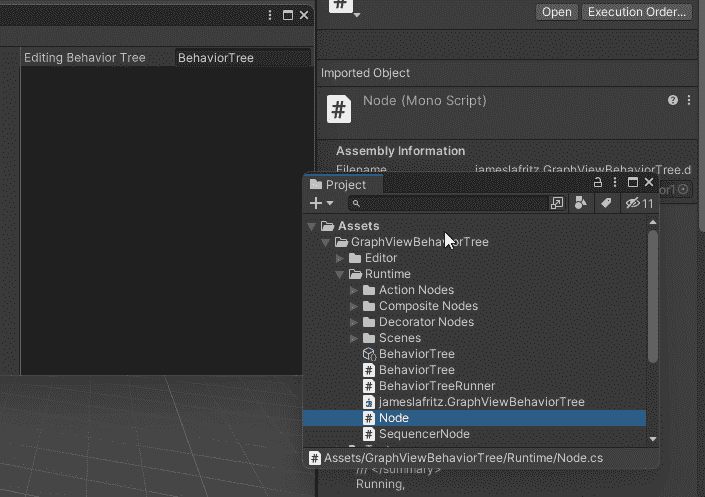 Open
Execution Order...
Editing Behavior Tree
BehaviorTree
Imported Object
Node (Mono Script)
Assembly Information
Filename
jameslafritz.GraphViewBehaviorTree.d
Project
11
Assets
GraphViewBehaviorTree
Editor
Runtime
Action Nodes
Composite Nodes
Decorator Nodes
Scenes
BehaviorTree
BehaviorTree
BehaviorTreeRunner
jameslafritz.GraphViewBehaviorTree
Node
SequencerNode
Assets/GraphViewBehaviorTree/Runtime/Node.cs
/// </summary>
Running,